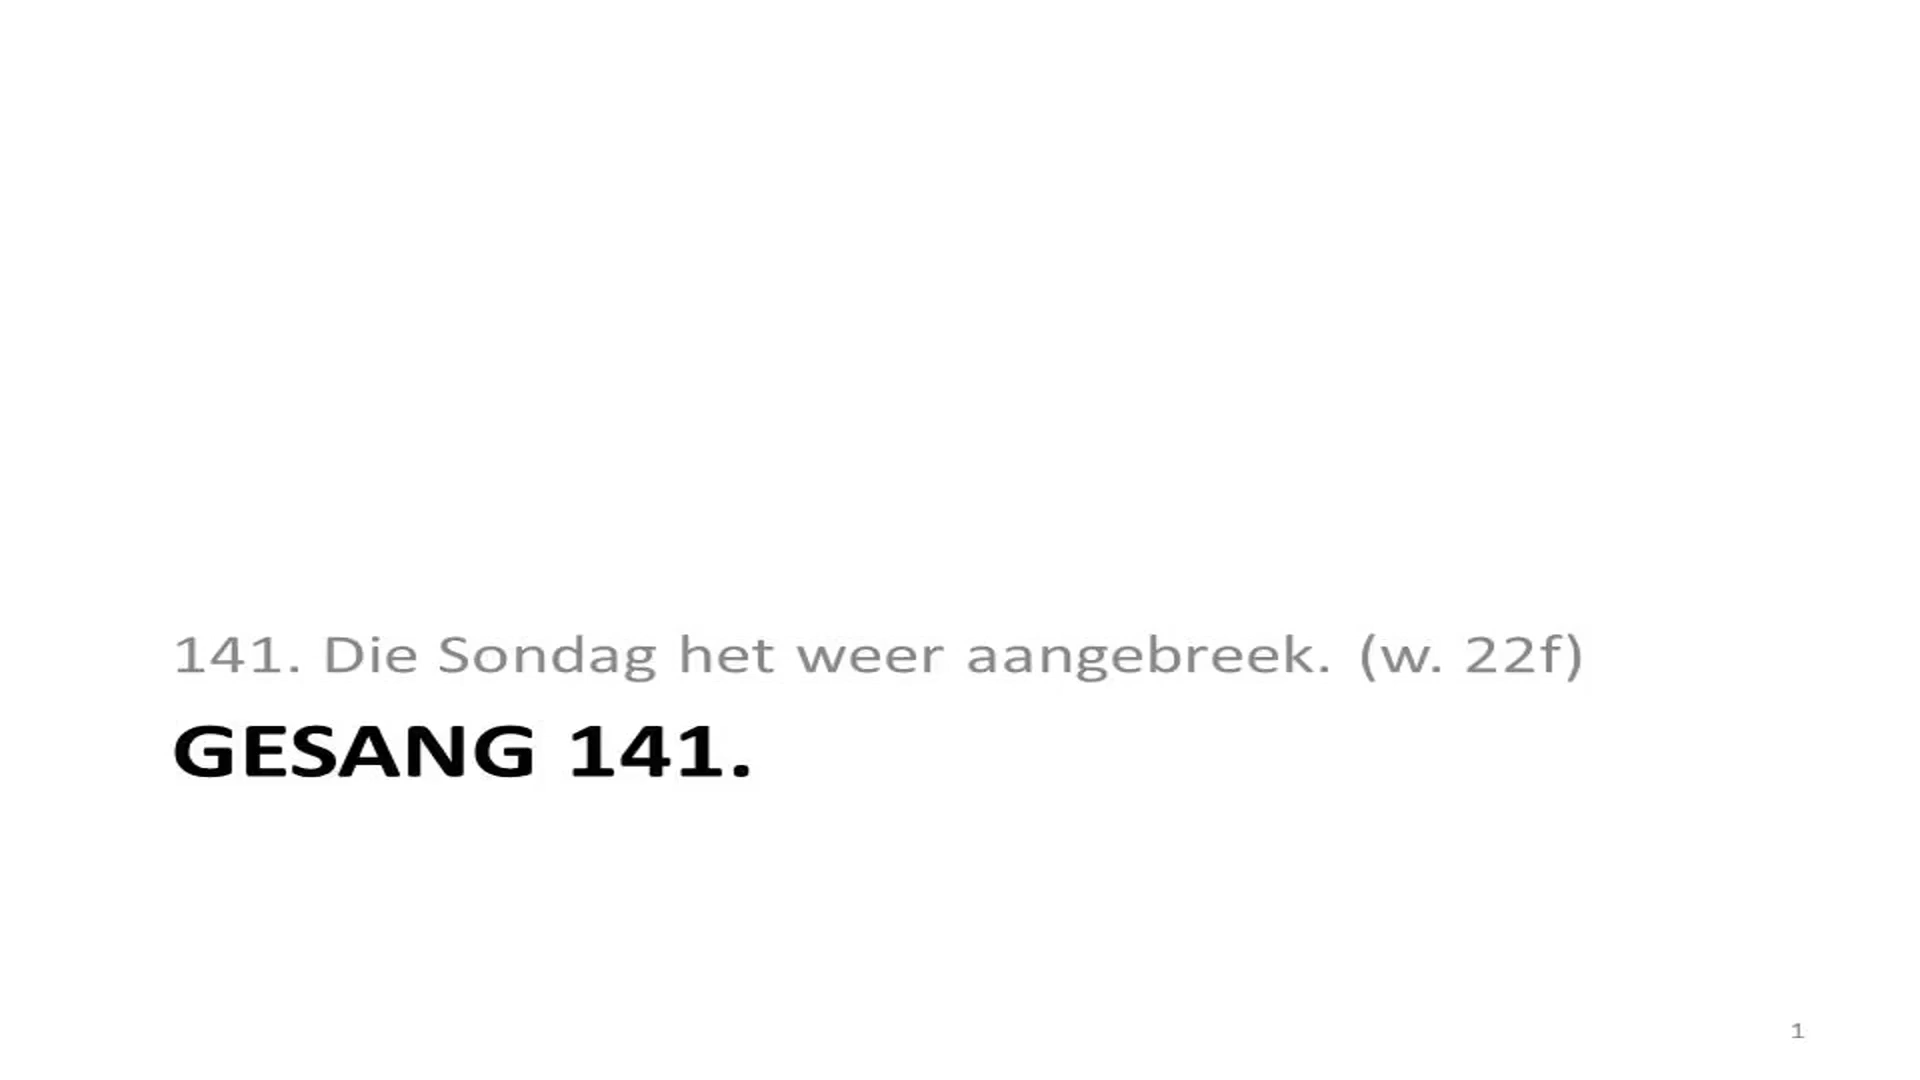 141. Die Sondag het weer aangebreek. (w. 22f)
GESANG 141.
1